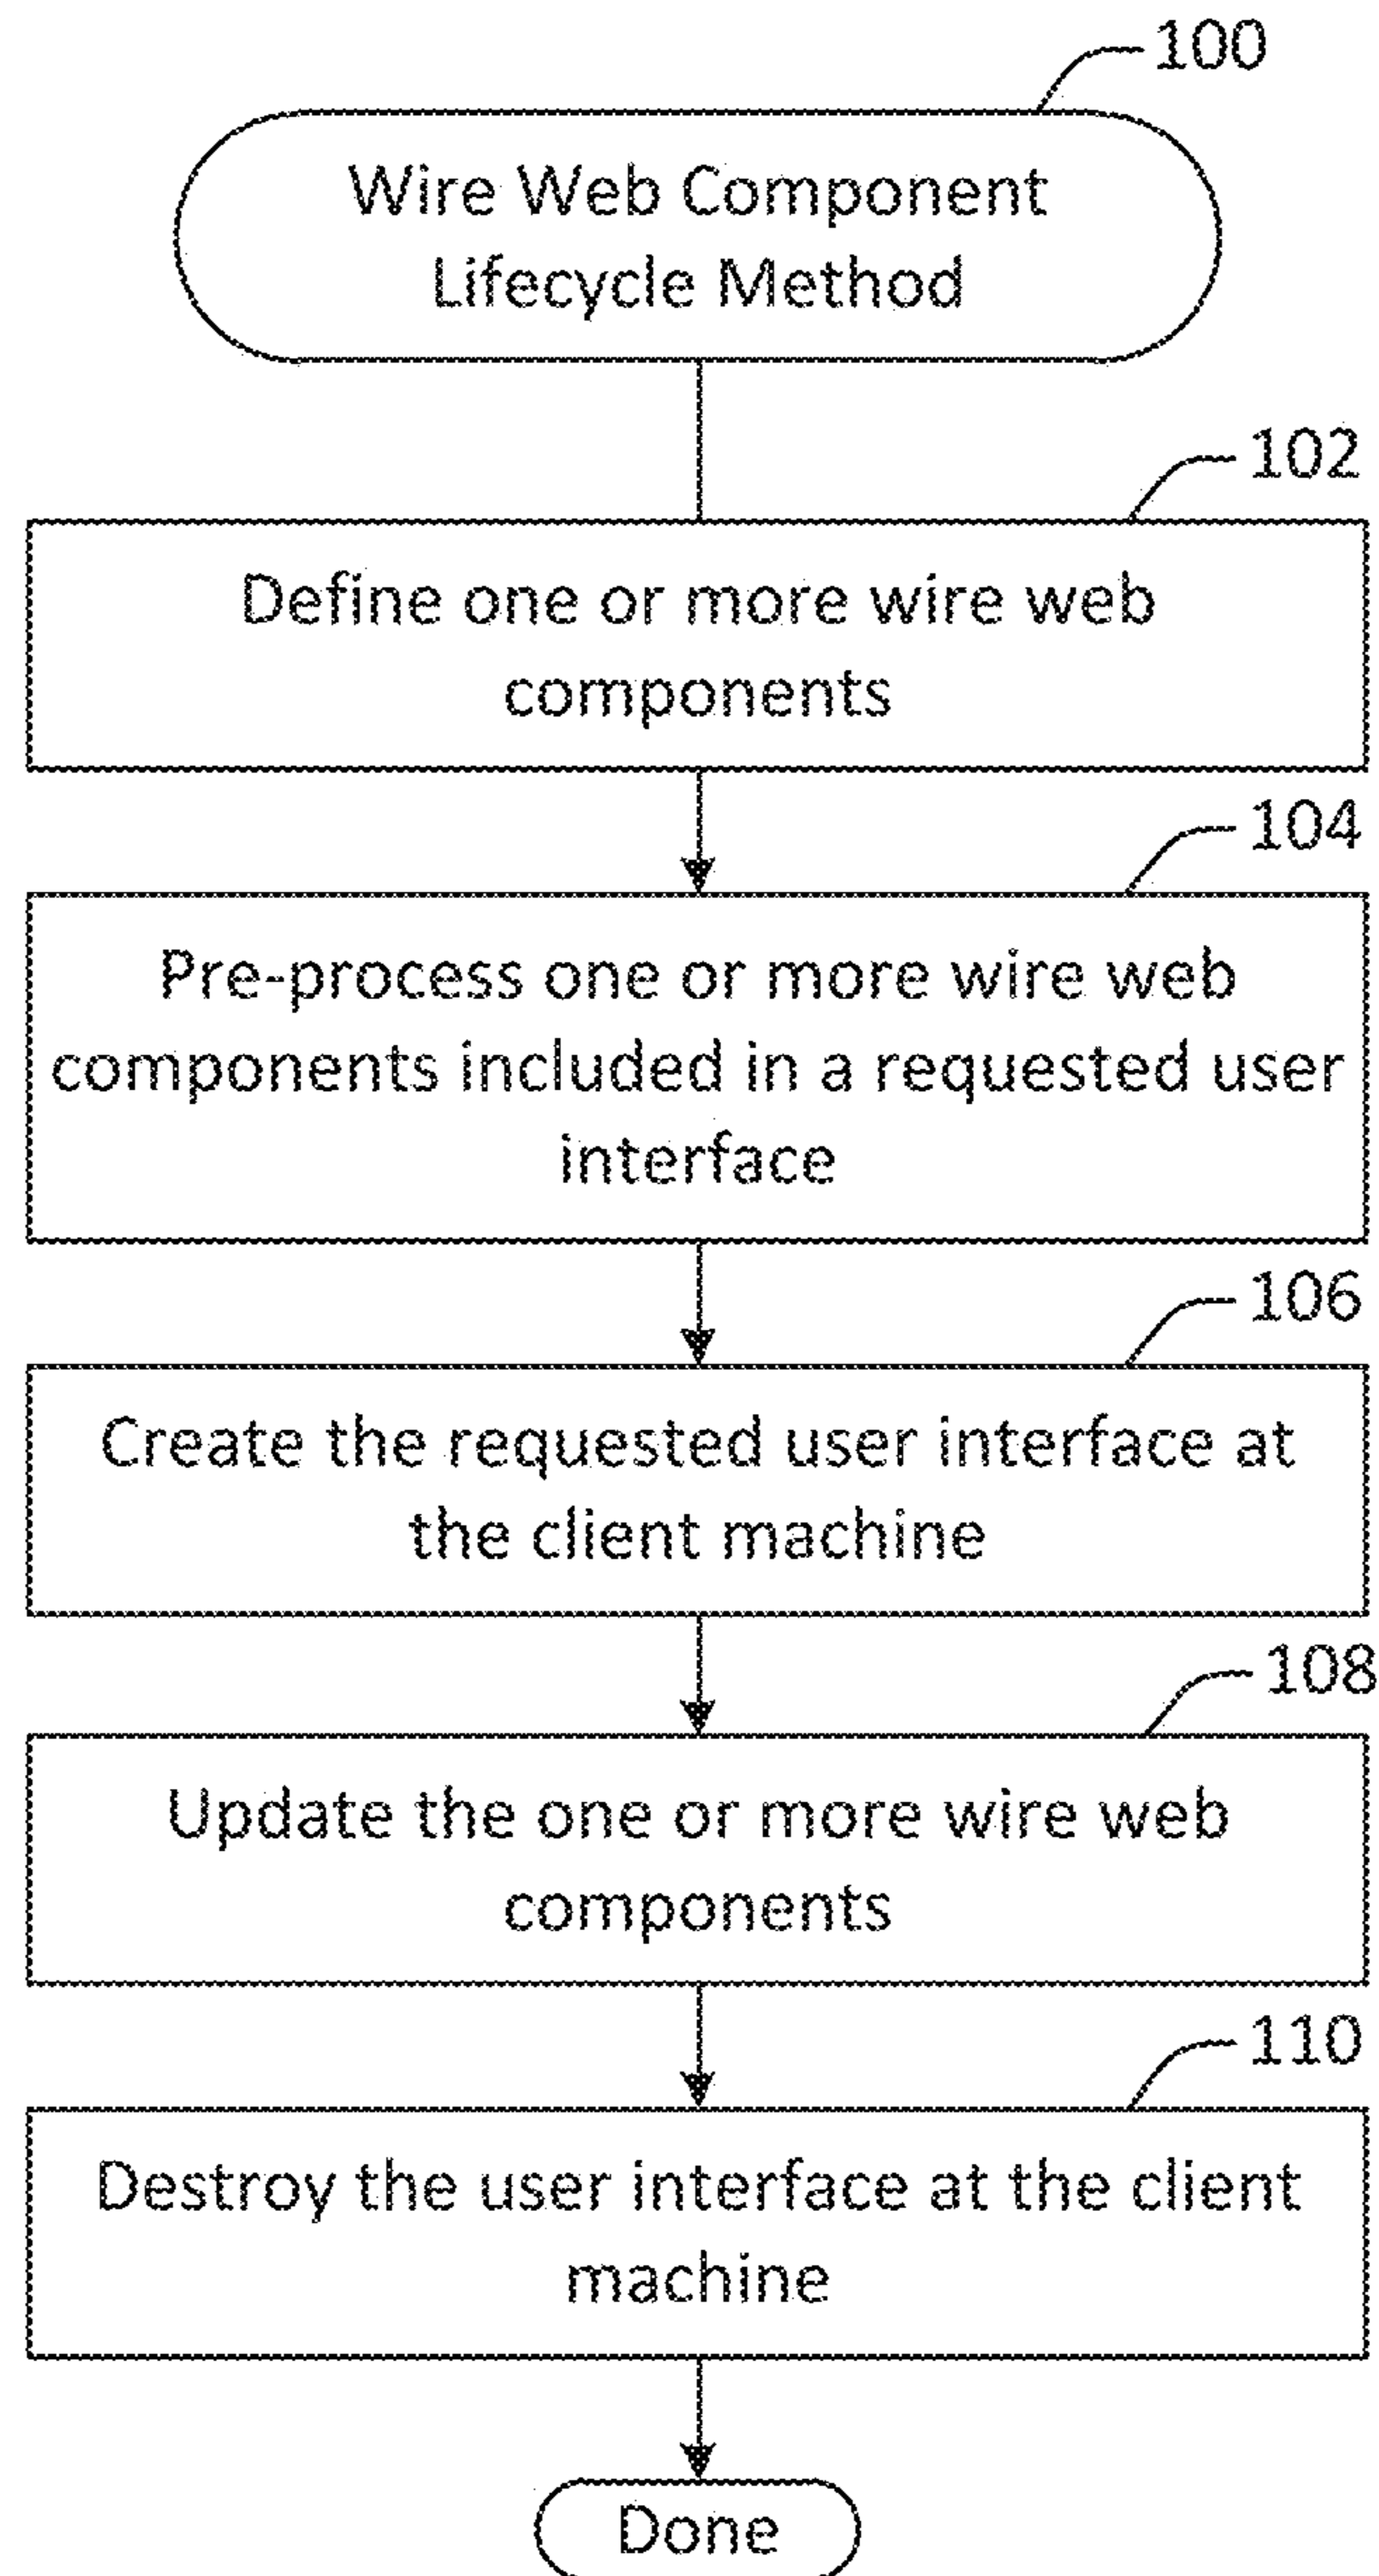 100
Wire Web Component
Lifecycle Method
102
Define one or more wire web
components
104
Pre-process one or more wire web
components included in a requested user
interface
106
Create the requested user interface at
the client machine
108
Update the one or more wire web
components
110
Destroy the user interface at the client
machine
Done